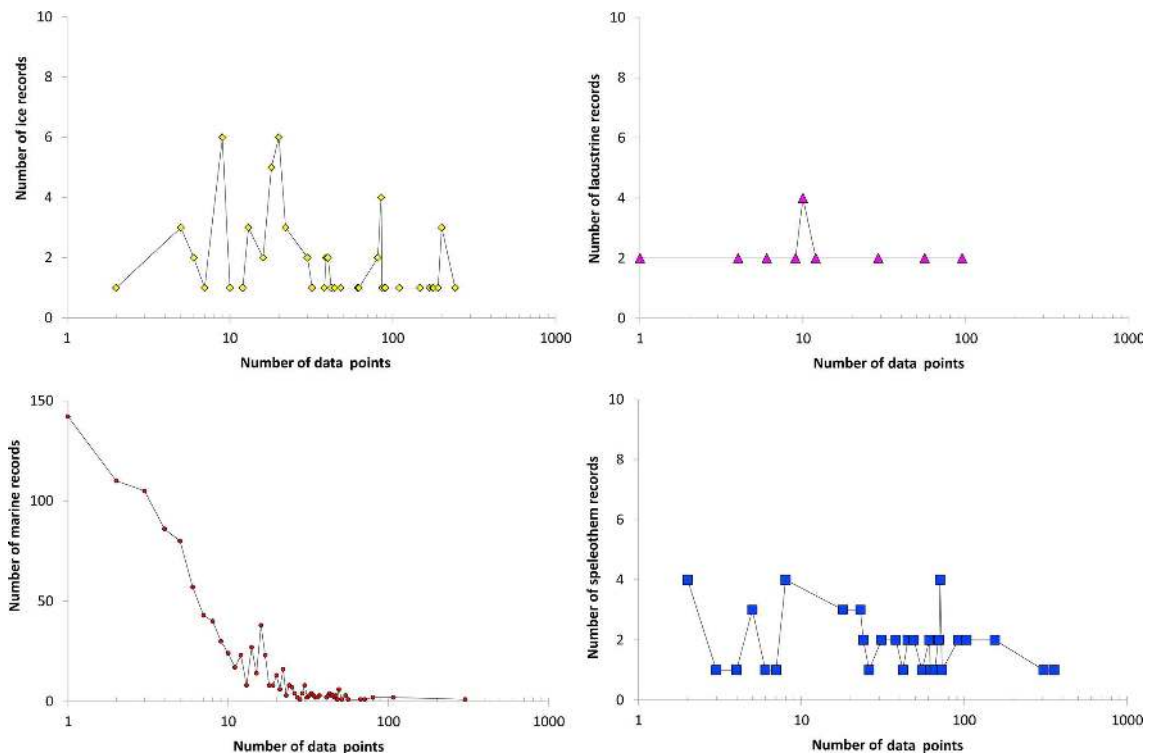 10
8
6
4
2
0
Number of ice records
1 10 100 1000
Number of data points
10
8
6
4
2
0
Number of lacustrine records
1 10 100 1000
Number of data points
150
100
50
0
Number of marine records
1 10 100 1000
Number of data points
10
8
6
4
2
0
Number of speleothem records
1 10 100 1000
Number of data points